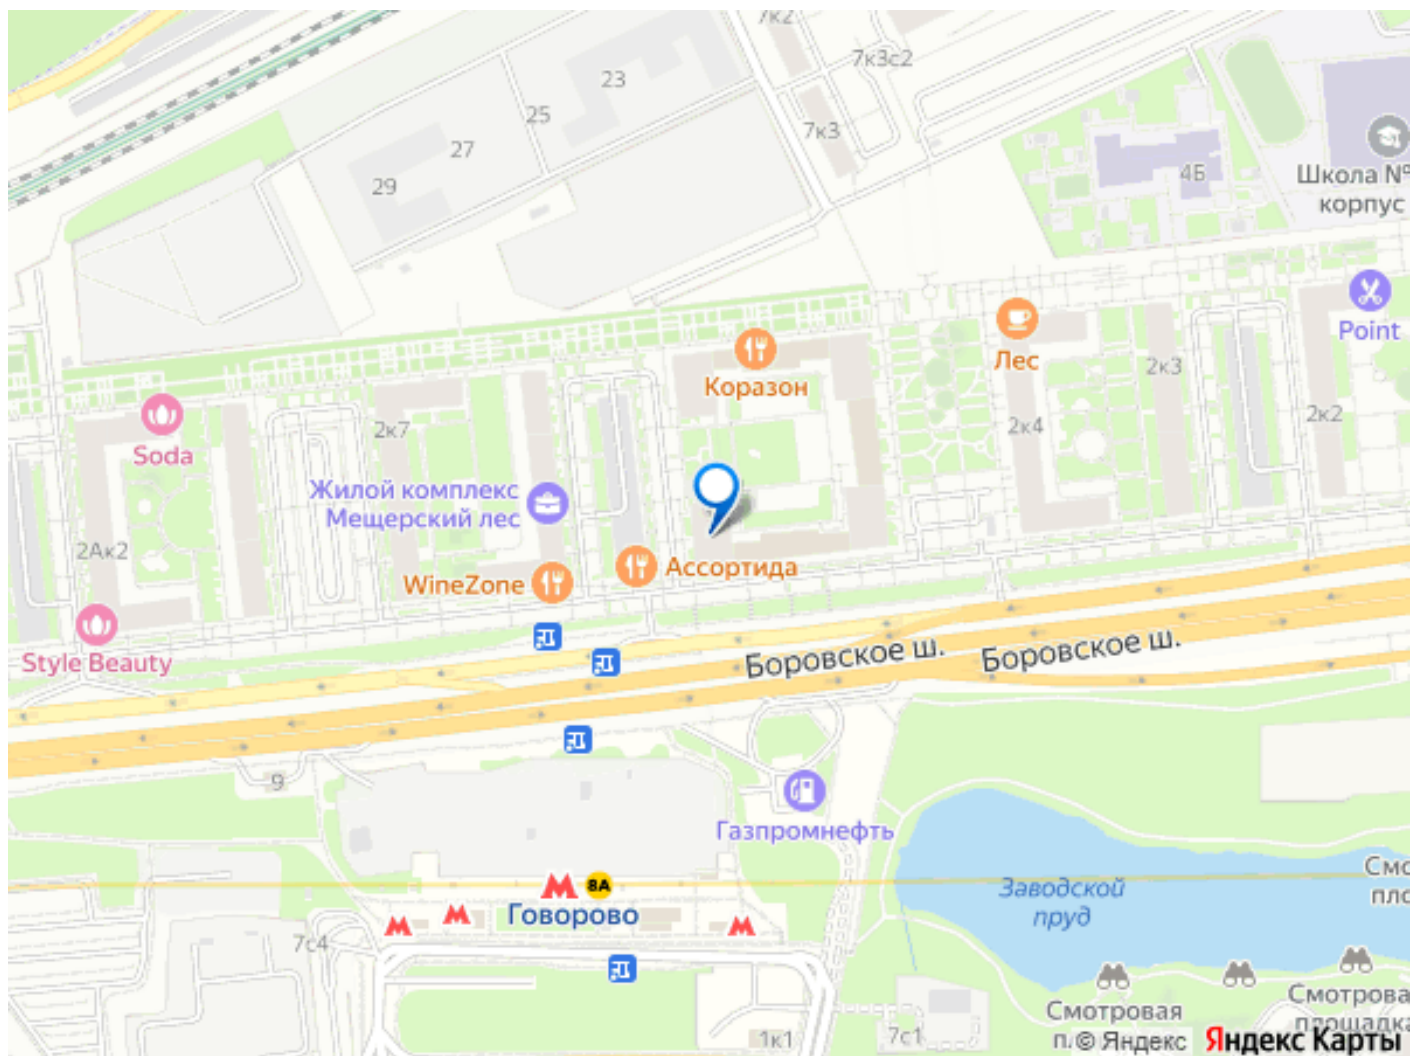 7к2
7к3с2
23
25
7к3
27
29
4Б
Школа №
корпус
Point
Лес
2к3
Коразон
2к7
2к4
2к2
Soda
Жилой комплекс
Мещерский лес
2Ак2
WineZone
Ассортида
Style Beauty
Боровское ш.
Боровское ш.
9
Газпромнефть
8А
Говорово
Заводской
пруд
7с4
Смотровая
1к1
7с1
© Яндекс
Яндекс Карты